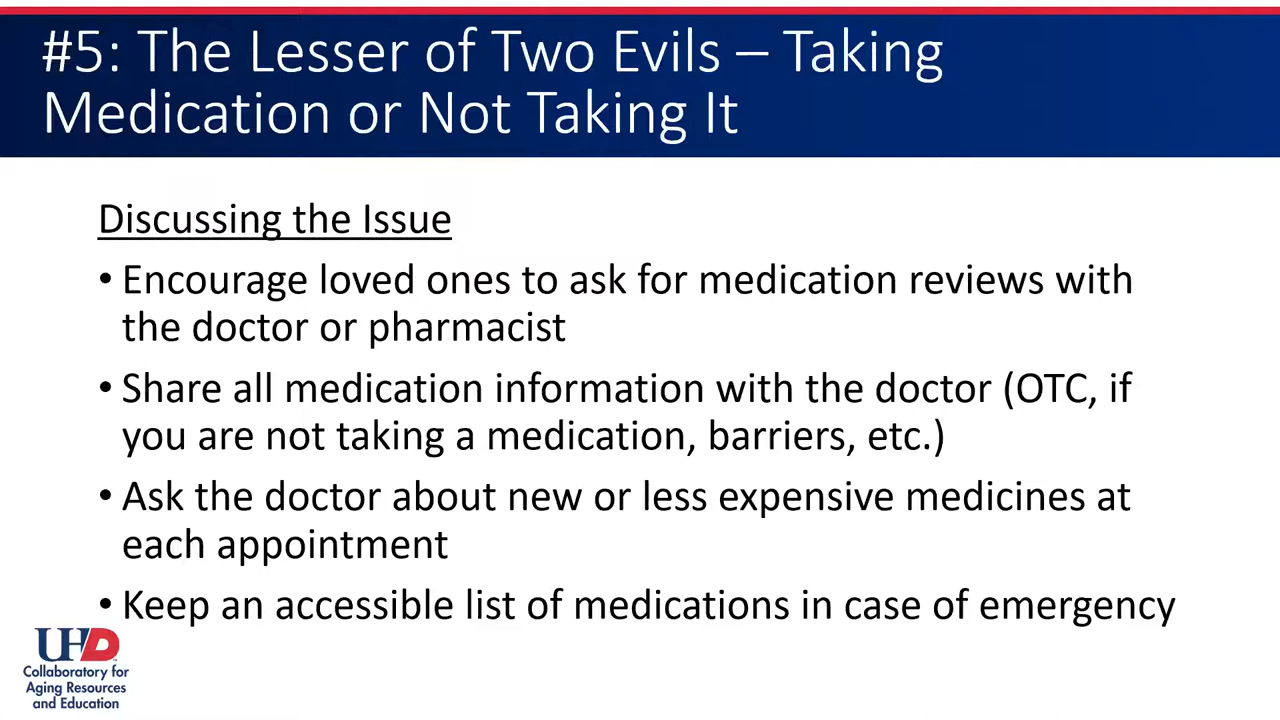 #5: The Lesser of Two Evils – Taking
Medication or Not Taking It
Discussing the Issue
• Encourage loved ones to ask for medication reviews with
the doctor or pharmacist
• Share all medication information with the doctor (OTC, if
you are not taking a medication, barriers, etc.)
• Ask the doctor about new or less expensive medicines at
each appointment
• Keep an accessible list of medications in case of emergency
UHD
Collaboratory for
Aging Resources
and Education